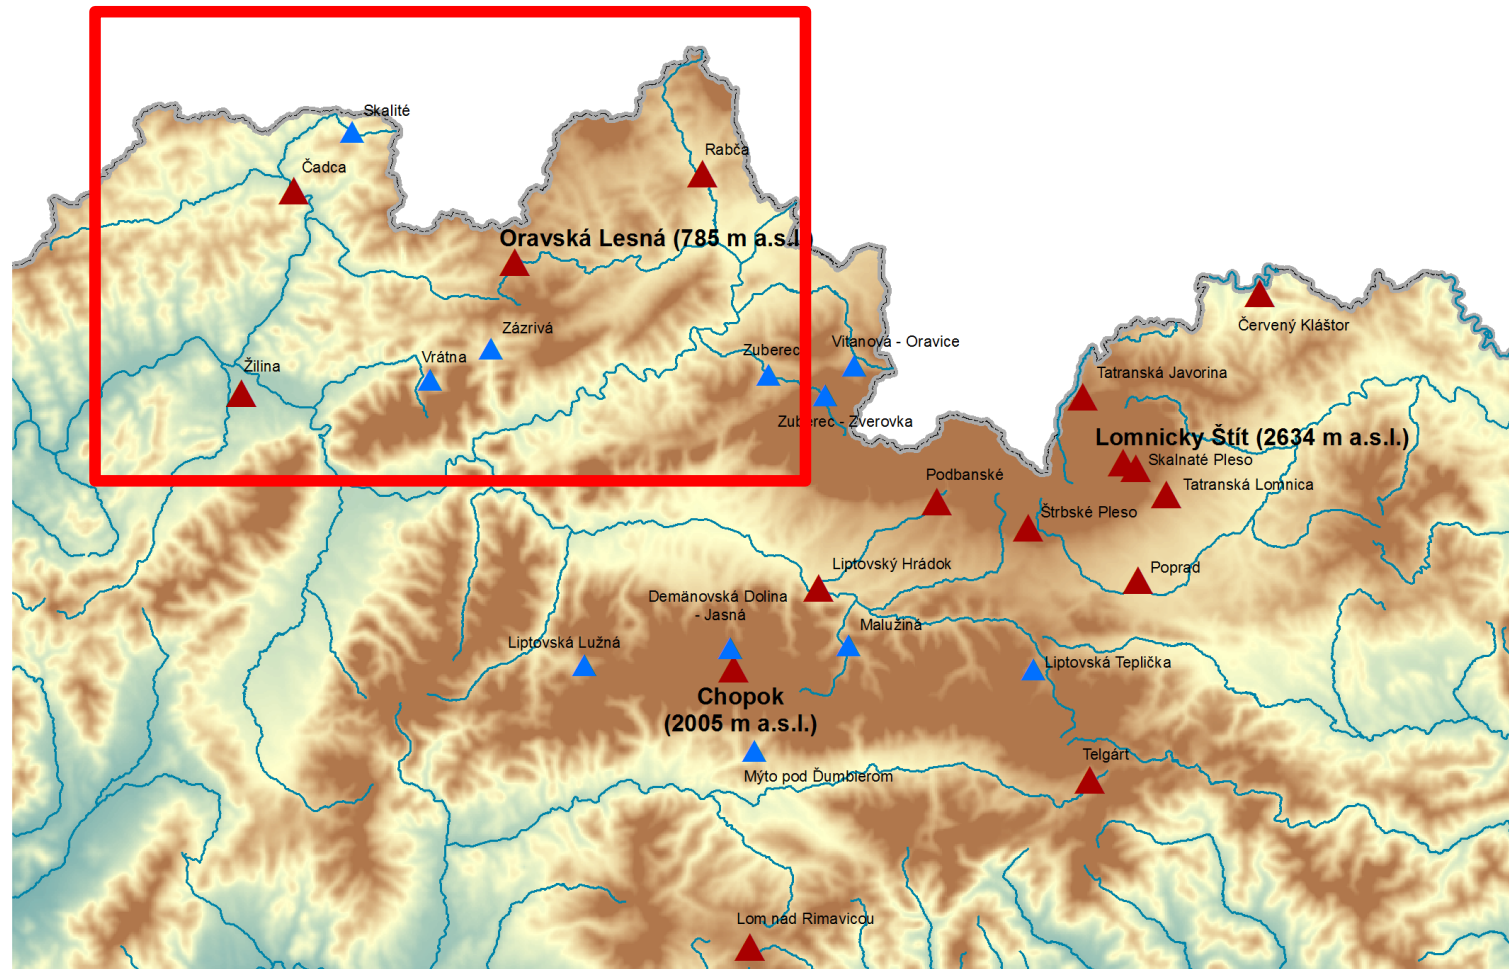 Skalité
Čadca
Rabča
Oravská Lesná (785 m a.s.l.)
Červený Kláštor
Zázrivá
Vrátna
Žilina
Zuberec
Vitanová - Oravice
Tatranská Javorina
Zuberec - Zverovka
Lomnicky Štít (2634 m a.s.l.)
Skalnaté Pleso
Tatranská Lomnica
Podbanské
Štrbské Pleso
Liptovský Hrádok
Poprad
Demänovská Dolina
- Jasná
Malužiná
Liptovská Lužná
Liptovská Teplička
Chopok
(2005 m a.s.l.)
Telgárt
Mýto pod Ďumbierom
Lom nad Rimavicou